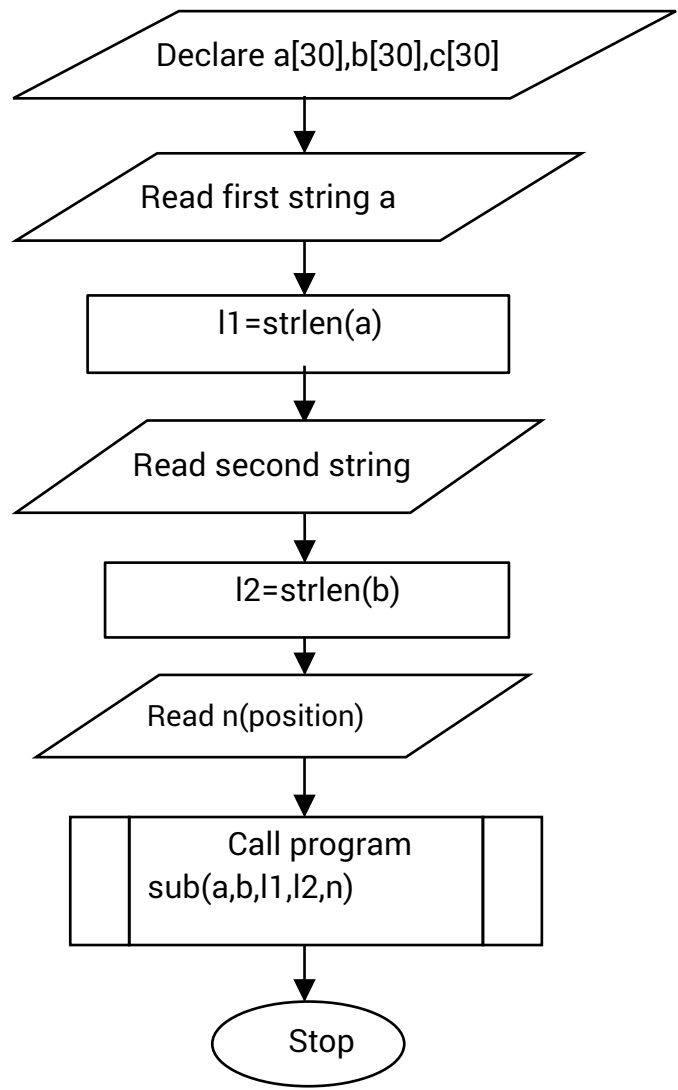 Declare a[30],b[30],c[30]
Read first string a
l1=strlen(a)
Read second string
l2=strlen(b)
Read n(position)
Call program
sub(a,b,l1,l2,n)
Stop